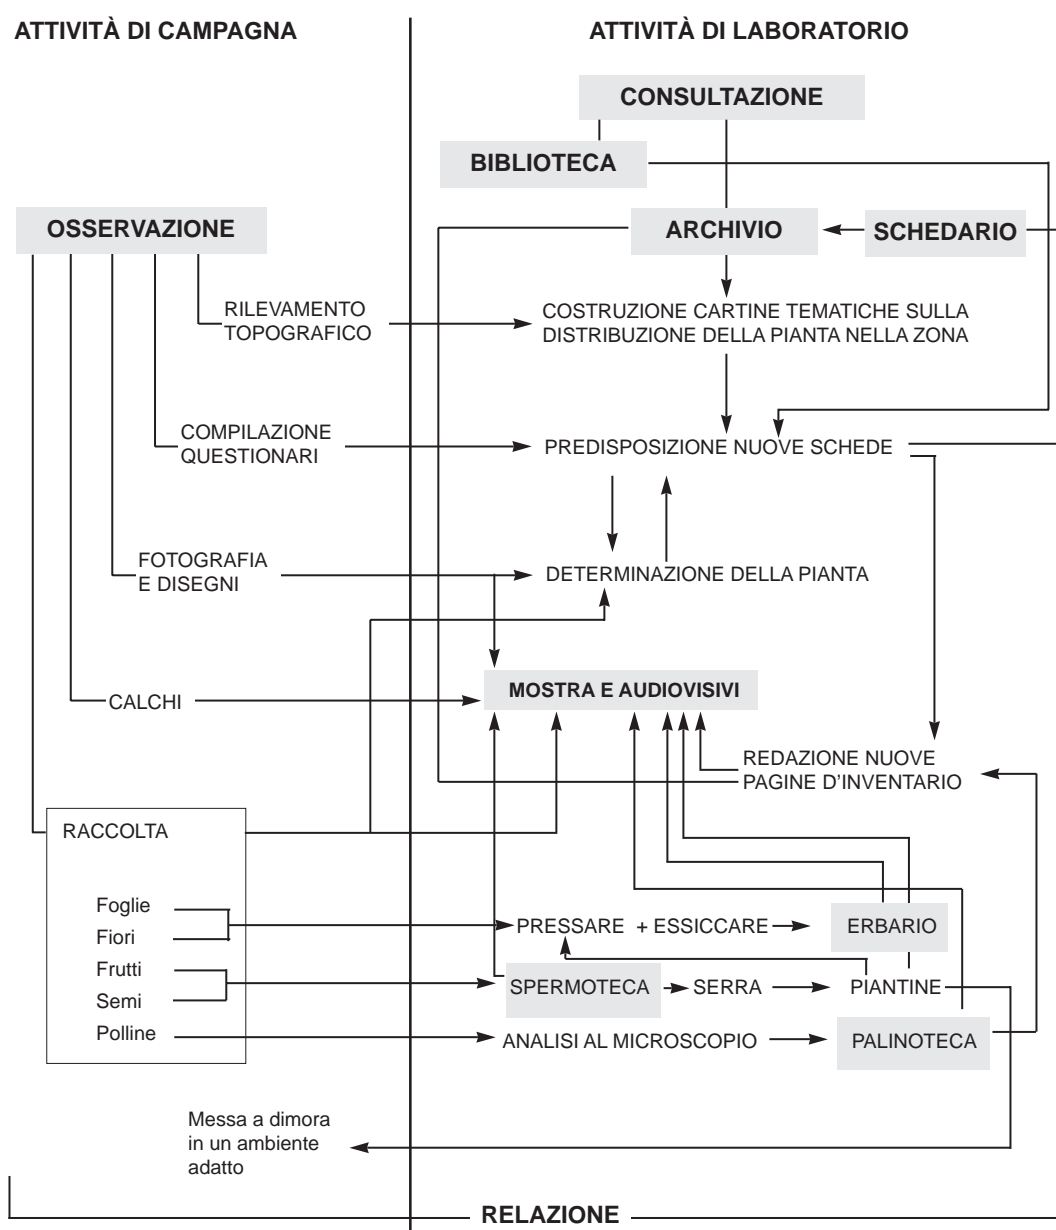 ATTIVITÀ DI CAMPAGNA
ATTIVITÀ DI LABORATORIO
CONSULTAZIONE
BIBLIOTECA
OSSERVAZIONE
ARCHIVIO
SCHEDARIO
RILEVAMENTO
TOPOGRAFICO
COSTRUZIONE CARTINE TEMATICHE SULLA
DISTRIBUZIONE DELLA PIANTA NELLA ZONA
COMPILAZIONE
QUESTIONARI
PREDISPOSIZIONE NUOVE SCHEDE
FOTOGRAFIA
E DISEGNI
DETERMINAZIONE DELLA PIANTA
CALCHI
MOSTRA E AUDIOVISIVI
REDAZIONE NUOVE
PAGINE D'INVENTARIO
RACCOLTA
Foglie
Fiori
Frutti
Semi
Polline
PRESSARE + ESSICCARE
ERBARIO
SPERMOTECA
SERRA
PIANTINE
ANALISI AL MICROSCOPIO
PALINOTECA
Messa a dimora
in un ambiente
adatto
RELAZIONE